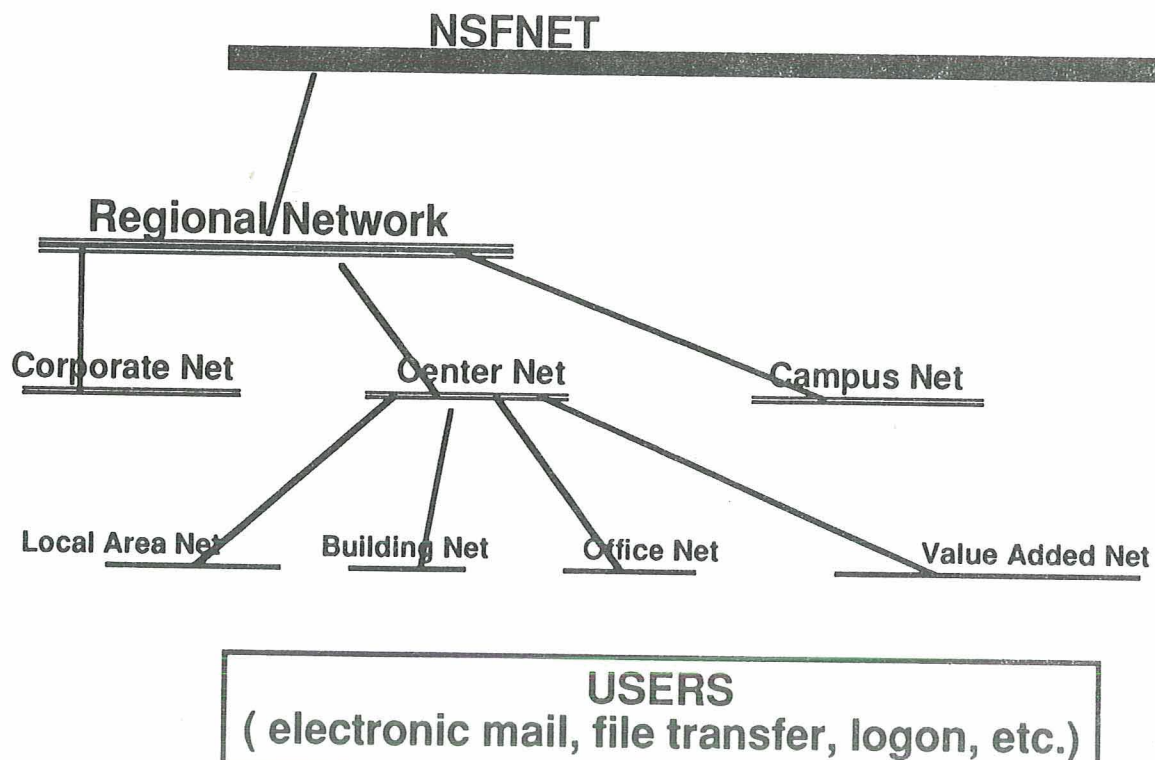 NSFNET
Regional Network
Corporate Net
Center Net
Campus Net
Local Area Net
Building Net
Office Net
Value Added Net
USERS
( electronic mail, file transfer, logon, etc.)